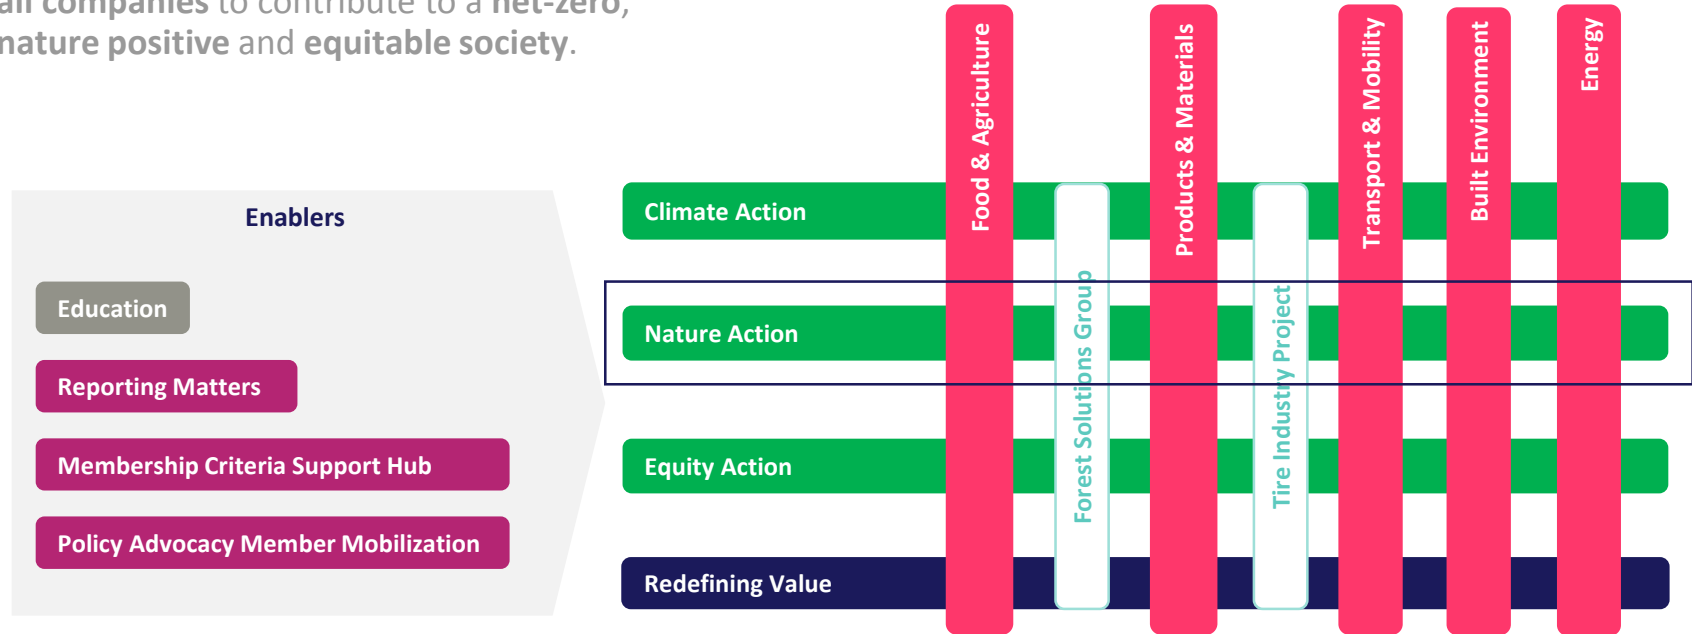 all companies to contribute to a net-zero,
nature positive and equitable society.
Enablers
Education
Reporting Matters
Membership Criteria Support Hub
Policy Advocacy Member Mobilization
Climate Action
Nature Action
Equity Action
Redefining Value
Food & Agriculture
Forest Solutions Group
Products & Materials
Tire Industry Project
Transport & Mobility
Built Environment
Energy